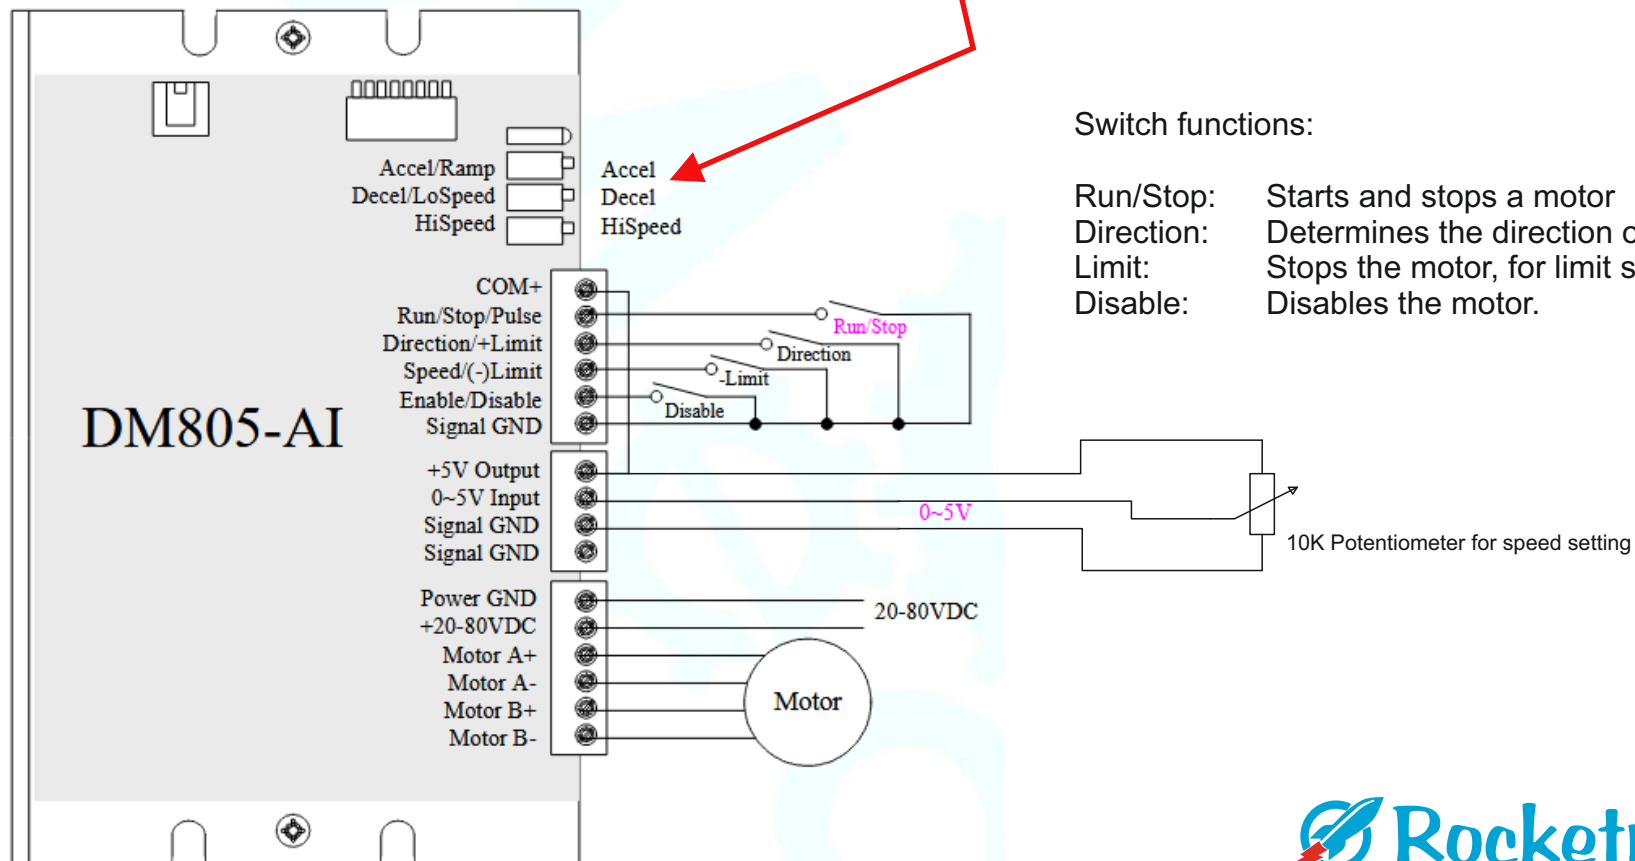 Accel/Ramp
Decel/LoSpeed
HiSpeed
Accel
Decel
HiSpeed
COM+
Run/Stop/Pulse
Direction/+Limit
Speed/(-)Limit
Enable/Disable
Signal GND
Run/Stop
Direction
-Limit
Disable
DM805-AI
+5V Output
0~5V Input
Signal GND
Signal GND
0~5V
10K Potentiometer for speed setting
Power GND
+20-80VDC
Motor A+
Motor A-
Motor B+
Motor B-
20-80VDC
Motor
Switch functions:
Run/Stop: Starts and stops a motor
Direction: Determines the direction
Limit: Stops the motor, for limit
Disable: Disables the motor.